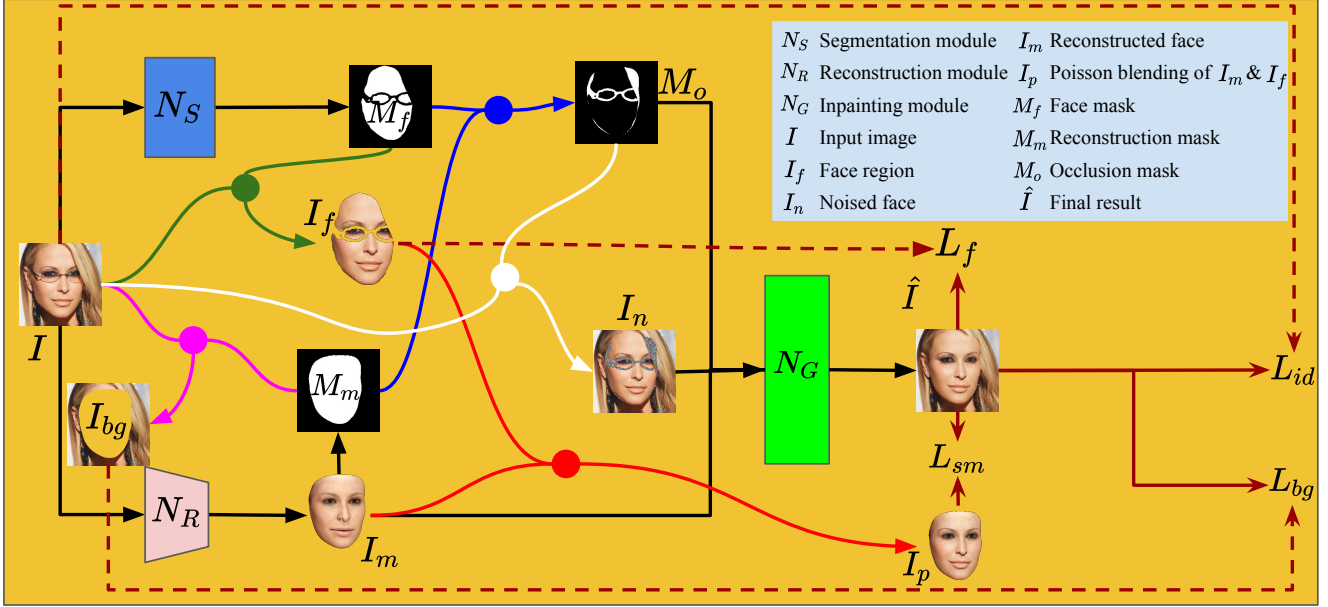 N_S Segmentation module I_m Reconstructed face
N_R Reconstruction module I_p Poisson blending of I_m & I_f
N_G Inpainting module M_f Face mask
I Input image M_m Reconstruction mask
I_f Face region M_o Occlusion mask
I_n Noised face Î Final result
N_S
M_f
M_o
I_f
L_f
Î
I_n
I
N_G
L_id
M_m
I_bg
L_sm
L_bg
N_R
I_m
I_p